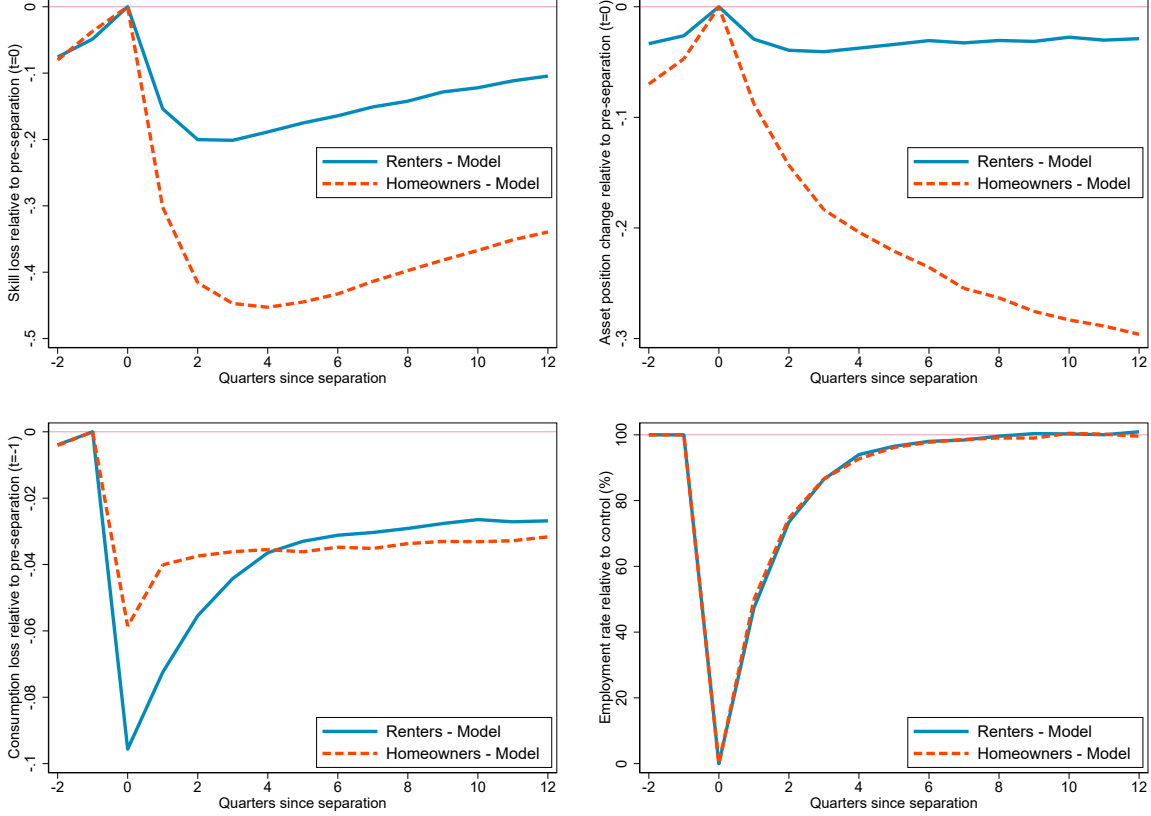 Skill loss relative to pre-separation (t=0)
0
-.1
-.2
-.3
-.4
-.5
Renters - Model
Homeowners - Model
-2 0 2 4 6 8 10 12
Quarters since separation
Asset position change relative to pre-separation (t=0)
0
-.1
-.2
-.3
Renters - Model
Homeowners - Model
-2 0 2 4 6 8 10 12
Quarters since separation
Consumption loss relative to pre-separation (t=-1)
0
-.02
-.04
-.06
-.08
-.1
Renters - Model
Homeowners - Model
-2 0 2 4 6 8 10 12
Quarters since separation
Employment rate relative to control (%)
100
80
60
40
20
0
Renters - Model
Homeowners - Model
-2 0 2 4 6 8 10 12
Quarters since separation